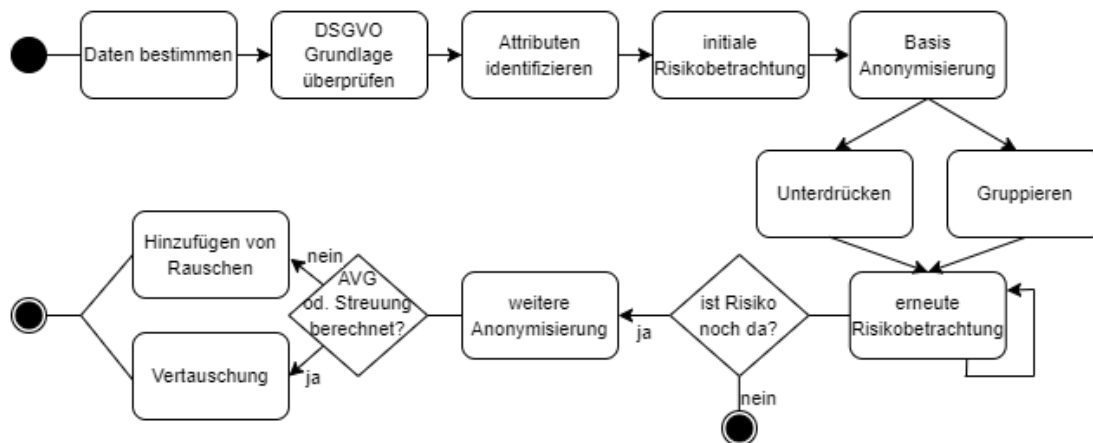 Daten bestimmen
DSGVO
Grundlage
überprüfen
Attributen
identifizieren
initiale
Risikobetrachtung
Basis
Anonymisierung
Unterdrücken
Gruppieren
erneute
Risikobetrachtung
ist Risiko
noch da?
ja
nein
weitere
Anonymisierung
AVG
od. Streuung
berechnet?
nein
ja
Hinzufügen von
Rauschen
Vertauschung